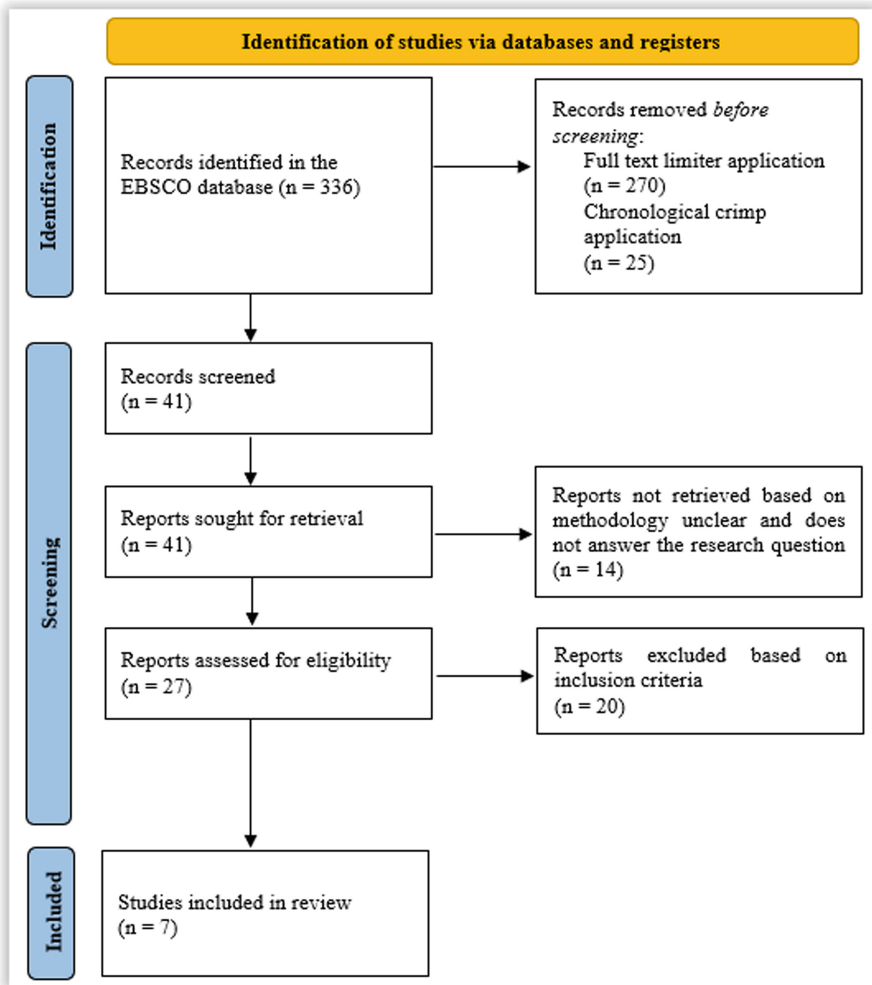 Identification of studies via databases and registers
Identification
Records identified in the
EBSCO database (n = 336)
Records removed before
screening:
Full text limiter application
(n = 270)
Chronological crimp
application
(n = 25)
Screening
Records screened
(n = 41)
Reports sought for retrieval
(n = 41)
Reports not retrieved based on
methodology unclear and does
not answer the research question
(n = 14)
Reports assessed for eligibility
(n = 27)
Reports excluded based on
inclusion criteria
(n = 20)
Included
Studies included in review
(n = 7)